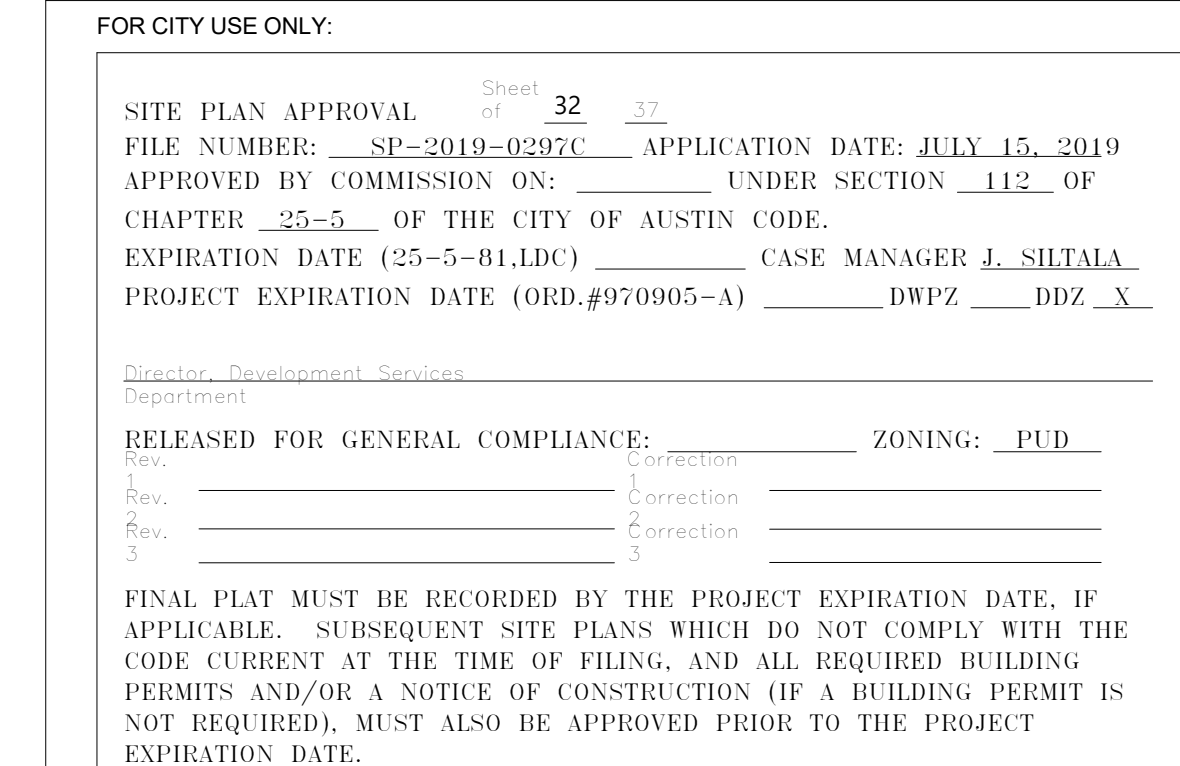 FOR CITY USE ONLY:
Sheet
SITE PLAN APPROVAL of 32 37
FILE NUMBER: SP-2019-0297C APPLICATION DATE: JULY 15, 2019
APPROVED BY COMMISSION ON: UNDER SECTION 112 OF
CHAPTER 25-5 OF THE CITY OF AUSTIN CODE.
EXPIRATION DATE (25-5-81,LDC) CASE MANAGER J. SILTALA
PROJECT EXPIRATION DATE (ORD.#970905-A) DWPZ DDZ X
Director, Development Services
Department
RELEASED FOR GENERAL COMPLIANCE: ZONING: PUD
Rev. Correction
1 1
Rev. Correction
2 2
Rev. Correction
3 3
FINAL PLAT MUST BE RECORDED BY THE PROJECT EXPIRATION DATE, IF
APPLICABLE. SUBSEQUENT SITE PLANS WHICH DO NOT COMPLY WITH THE
CODE CURRENT AT THE TIME OF FILING, AND ALL REQUIRED BUILDING
PERMITS AND/OR A NOTICE OF CONSTRUCTION (IF A BUILDING PERMIT IS
NOT REQUIRED), MUST ALSO BE APPROVED PRIOR TO THE PROJECT
EXPIRATION DATE.